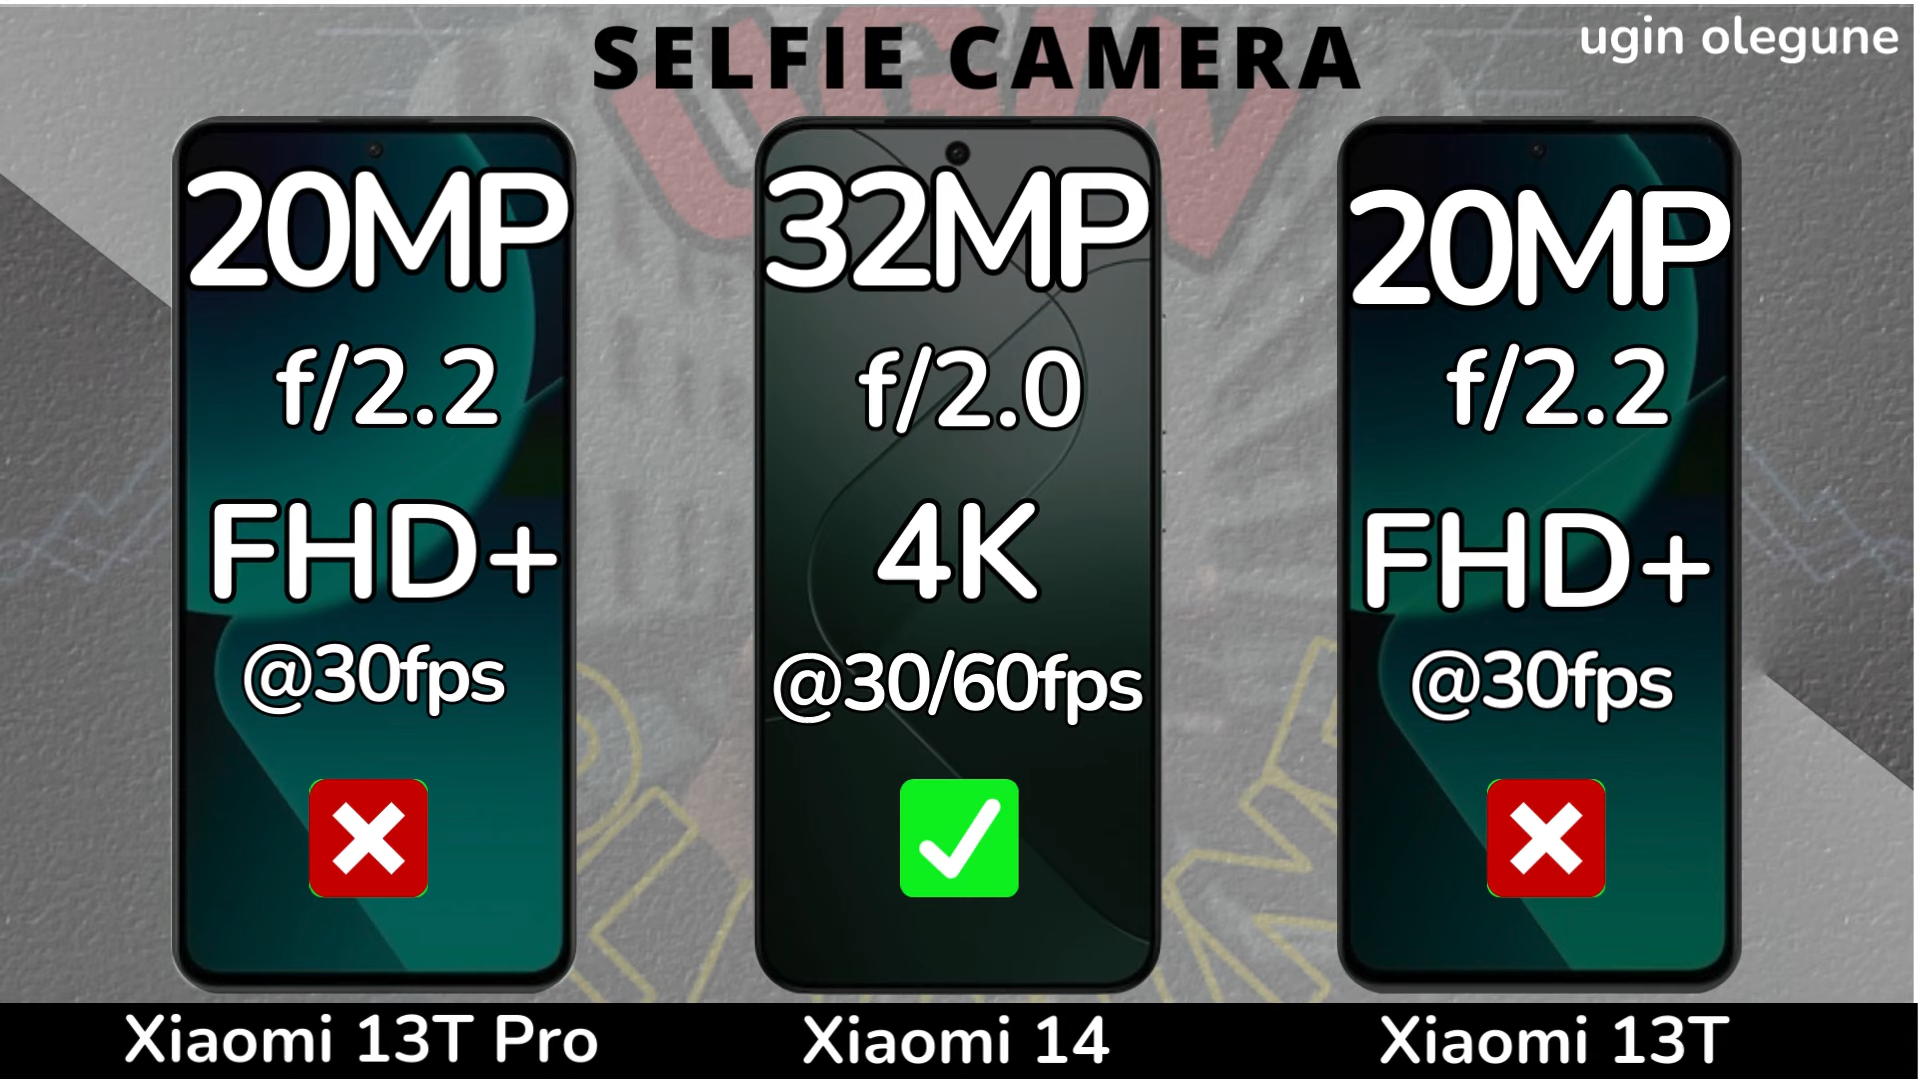 SELFIE CAMERA
ugin olegune
20MP
f/2.2
FHD+
@30fps
Xiaomi 13T Pro
32MP
f/2.0
4K
@30/60fps
Xiaomi 14
20MP
f/2.2
FHD+
@30fps
Xiaomi 13T